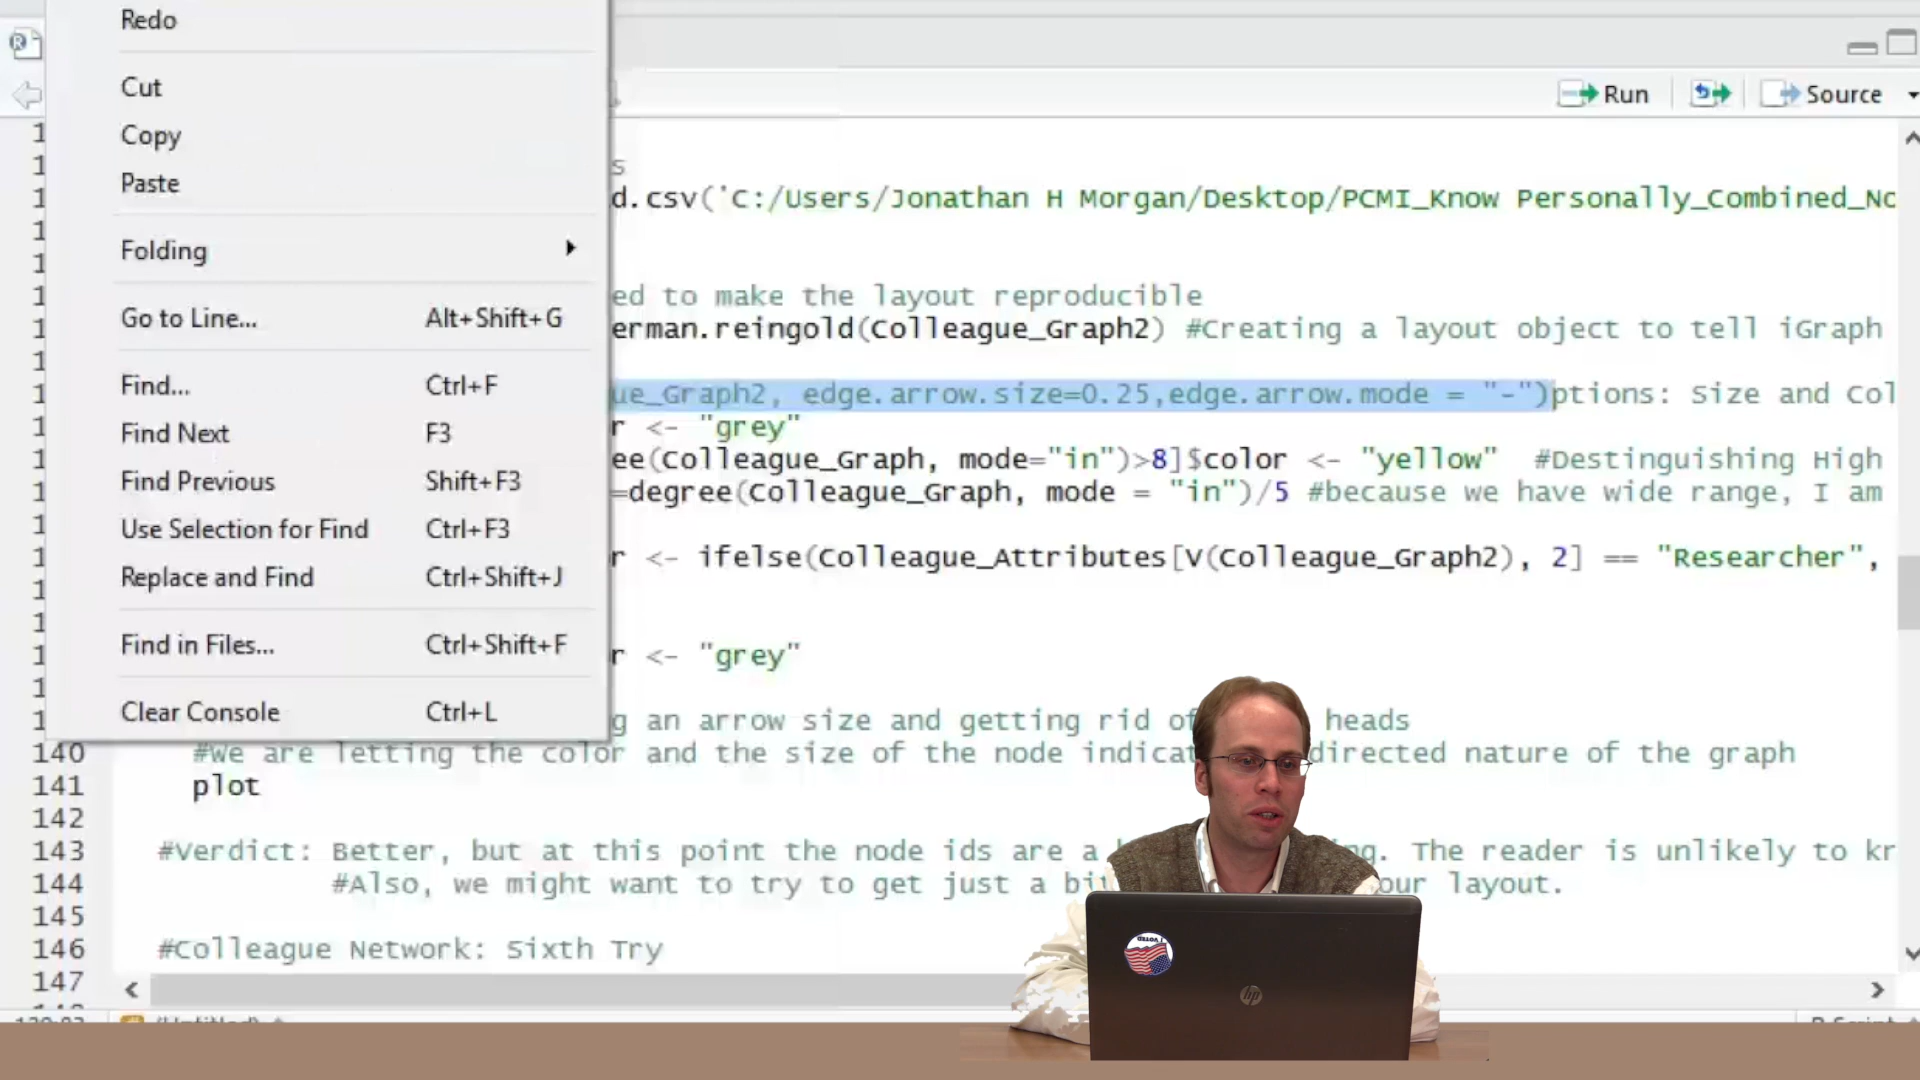 Redo
Cut
Copy
Paste
Folding
Go to Line... Alt+Shift+G
Find... Ctrl+F
Find Next F3
Find Previous Shift+F3
Use Selection for Find Ctrl+F3
Replace and Find Ctrl+Shift+J
Find in Files... Ctrl+Shift+F
Clear Console Ctrl+L
Run Source
s
d.csv('C:/Users/Jonathan H Morgan/Desktop/PCMI_Know Personally_Combined_Nc
ed to make the layout reproducible
erman.reingold(Colleague_Graph2) #Creating a layout object to tell iGraph
ue_Graph2, edge.arrow.size=0.25,edge.arrow.mode = "-")ptions: Size and Col
r <- "grey"
ee(Colleague_Graph, mode="in")>8]$color <- "yellow" #Destinguishing High
=degree(Colleague_Graph, mode = "in")/5 #because we have wide range, I am
r <- ifelse(Colleague_Attributes[V(Colleague_Graph2), 2] == "Researcher",
r <- "grey"
g an arrow size and getting rid of heads
140 #We are letting the color and the size of the node indicat directed nature of the graph
141 plot
142
143 #Verdict: Better, but at this point the node ids are a g. The reader is unlikely to kr
144 #Also, we might want to try to get just a bi our layout.
145
146 #Colleague Network: Sixth Try
147
I VOTED
hp